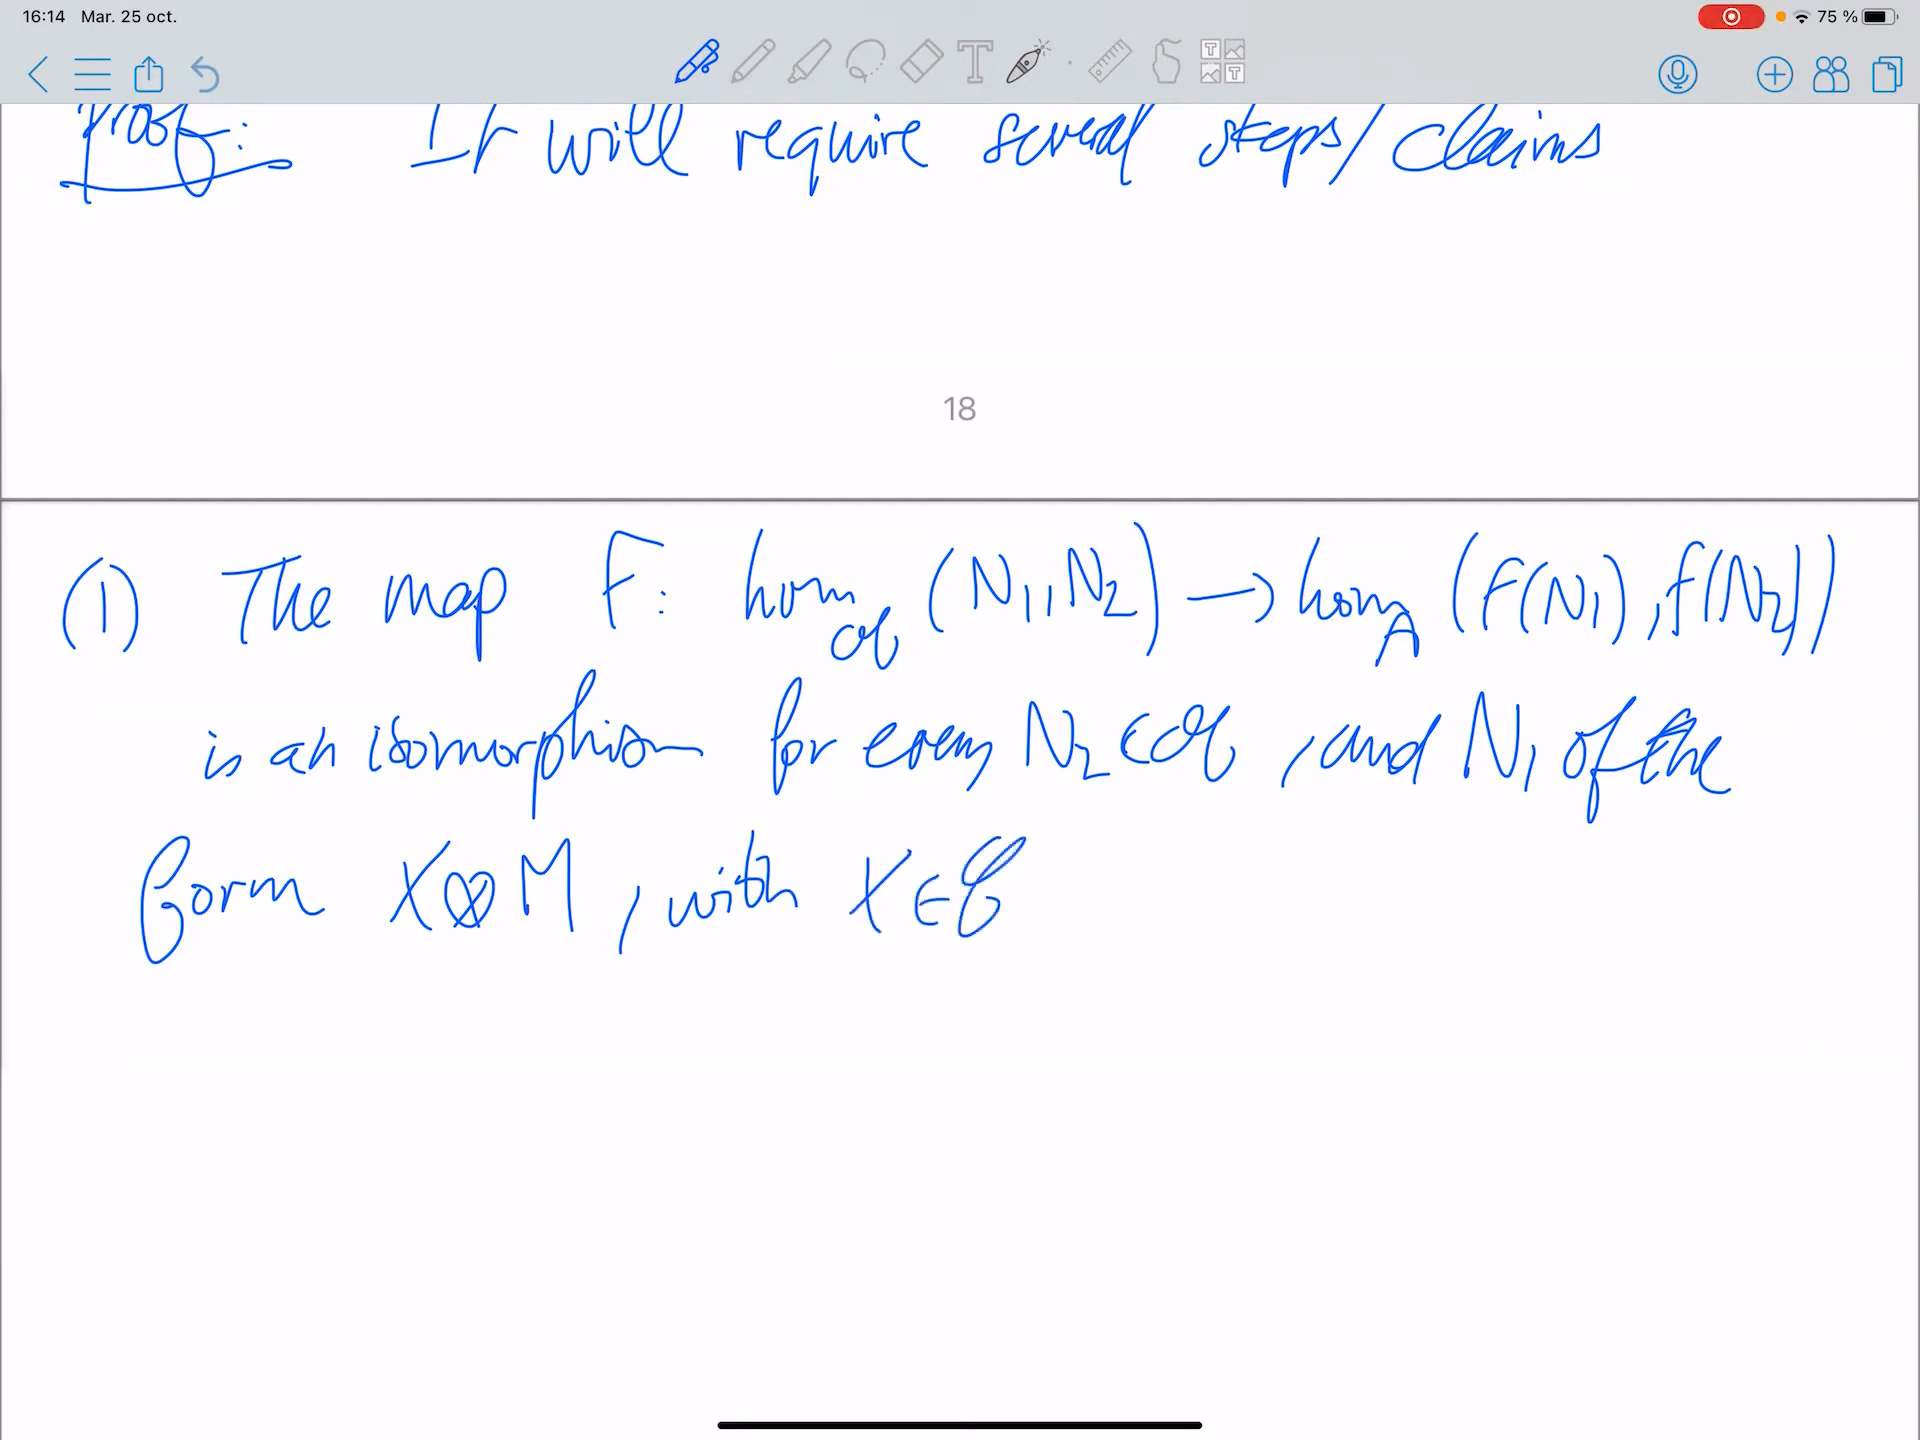 16:14 Mar. 25 oct. 75 %
Proof: It will require several steps/claims
18
(1) The map F: hom_𝓜 (N₁, N₂) → hom_A (F(N₁), F(N₂))
is an isomorphism for every N₂ ∈ 𝓜, and N₁ of the
form X⊗M, with X∈𝒞